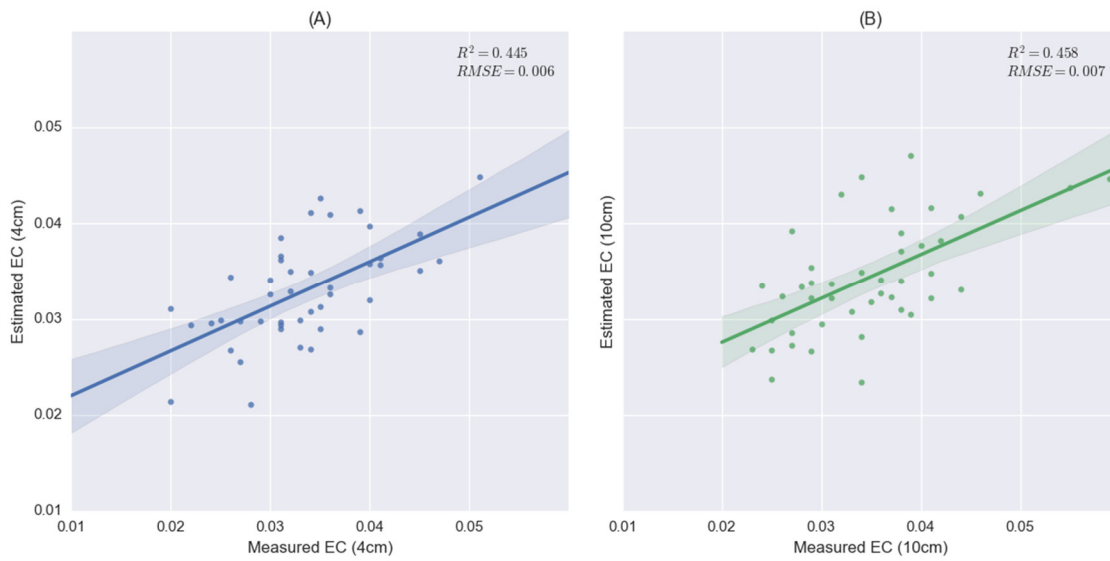 (A)
R² = 0.445
RMSE = 0.006
Estimated EC (4cm)
0.05
0.04
0.03
0.02
0.01
0.01 0.02 0.03 0.04 0.05
Measured EC (4cm)
(B)
R² = 0.458
RMSE = 0.007
Estimated EC (10cm)
0.01 0.02 0.03 0.04 0.05
Measured EC (10cm)